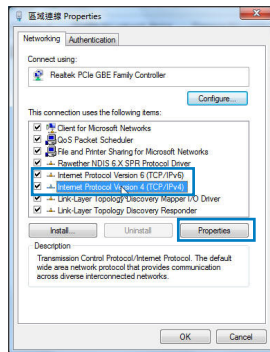 區域連線 Properties
Networking Authentication
Connect using:
Realtek PCIe GBE Family Controller
Configure...
This connection uses the following items:
Client for Microsoft Networks
QoS Packet Scheduler
File and Printer Sharing for Microsoft Networks
Rawether NDIS 6.X SPR Protocol Driver
Internet Protocol Version 6 (TCP/IPv6)
Internet Protocol Version 4 (TCP/IPv4)
Link-Layer Topology Discovery Mapper I/O Driver
Link-Layer Topology Discovery Responder
Install... Uninstall Properties
Description
Transmission Control Protocol/Internet Protocol. The default
wide area network protocol that provides communication
across diverse interconnected networks.
OK Cancel